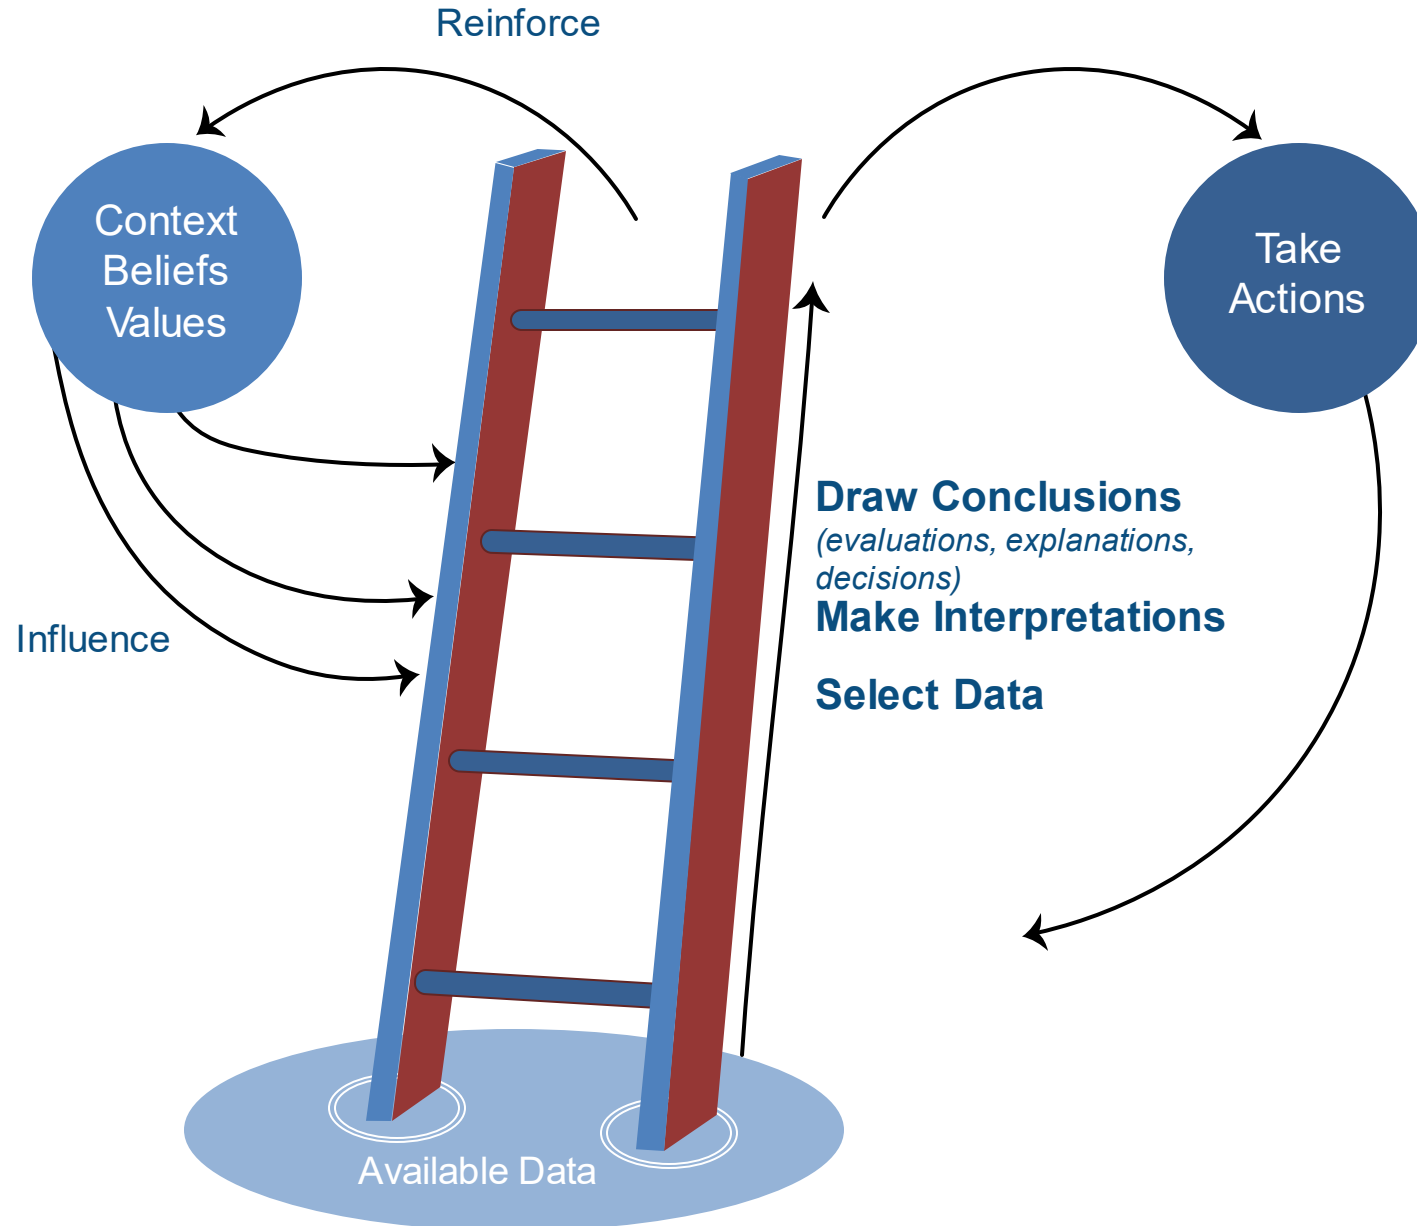 Reinforce
Context
Beliefs
Values
Take
Actions
Draw Conclusions
(evaluations, explanations,
decisions)
Make Interpretations
Influence
Select Data
Available Data